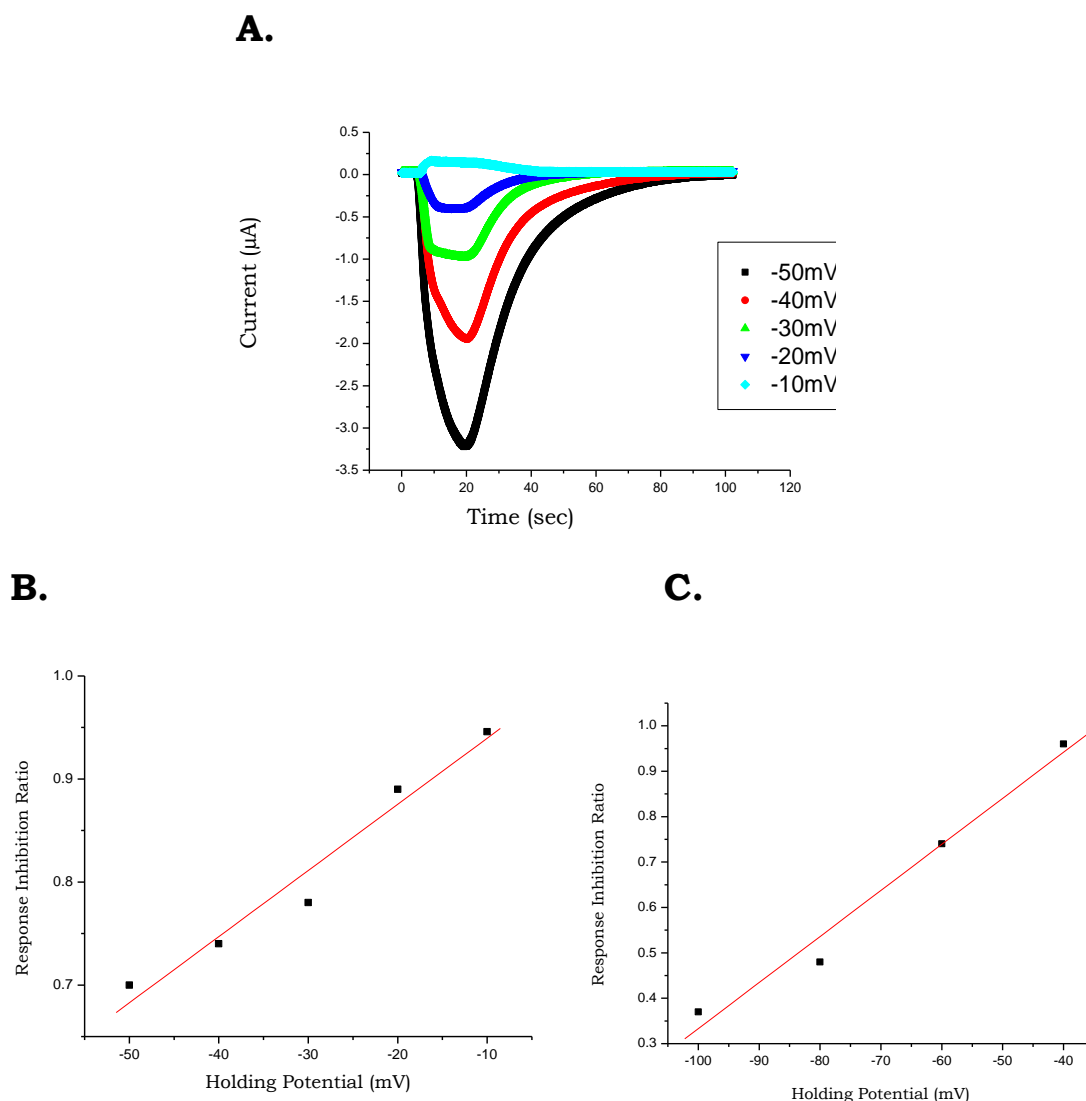 A.
0.5
0.0
-0.5
-1.0
-1.5
-2.0
-2.5
-3.0
-3.5
Current (µA)
0 20 40 60 80 100 120
Time (sec)
-50mV
-40mV
-30mV
-20mV
-10mV
B.
1.0
0.9
0.8
0.7
Response Inhibition Ratio
-50 -40 -30 -20 -10
Holding Potential (mV)
C.
1.0
0.9
0.8
0.7
0.6
0.5
0.4
0.3
Response Inhibition Ratio
-100 -90 -80 -70 -60 -50 -40
Holding Potential (mV)